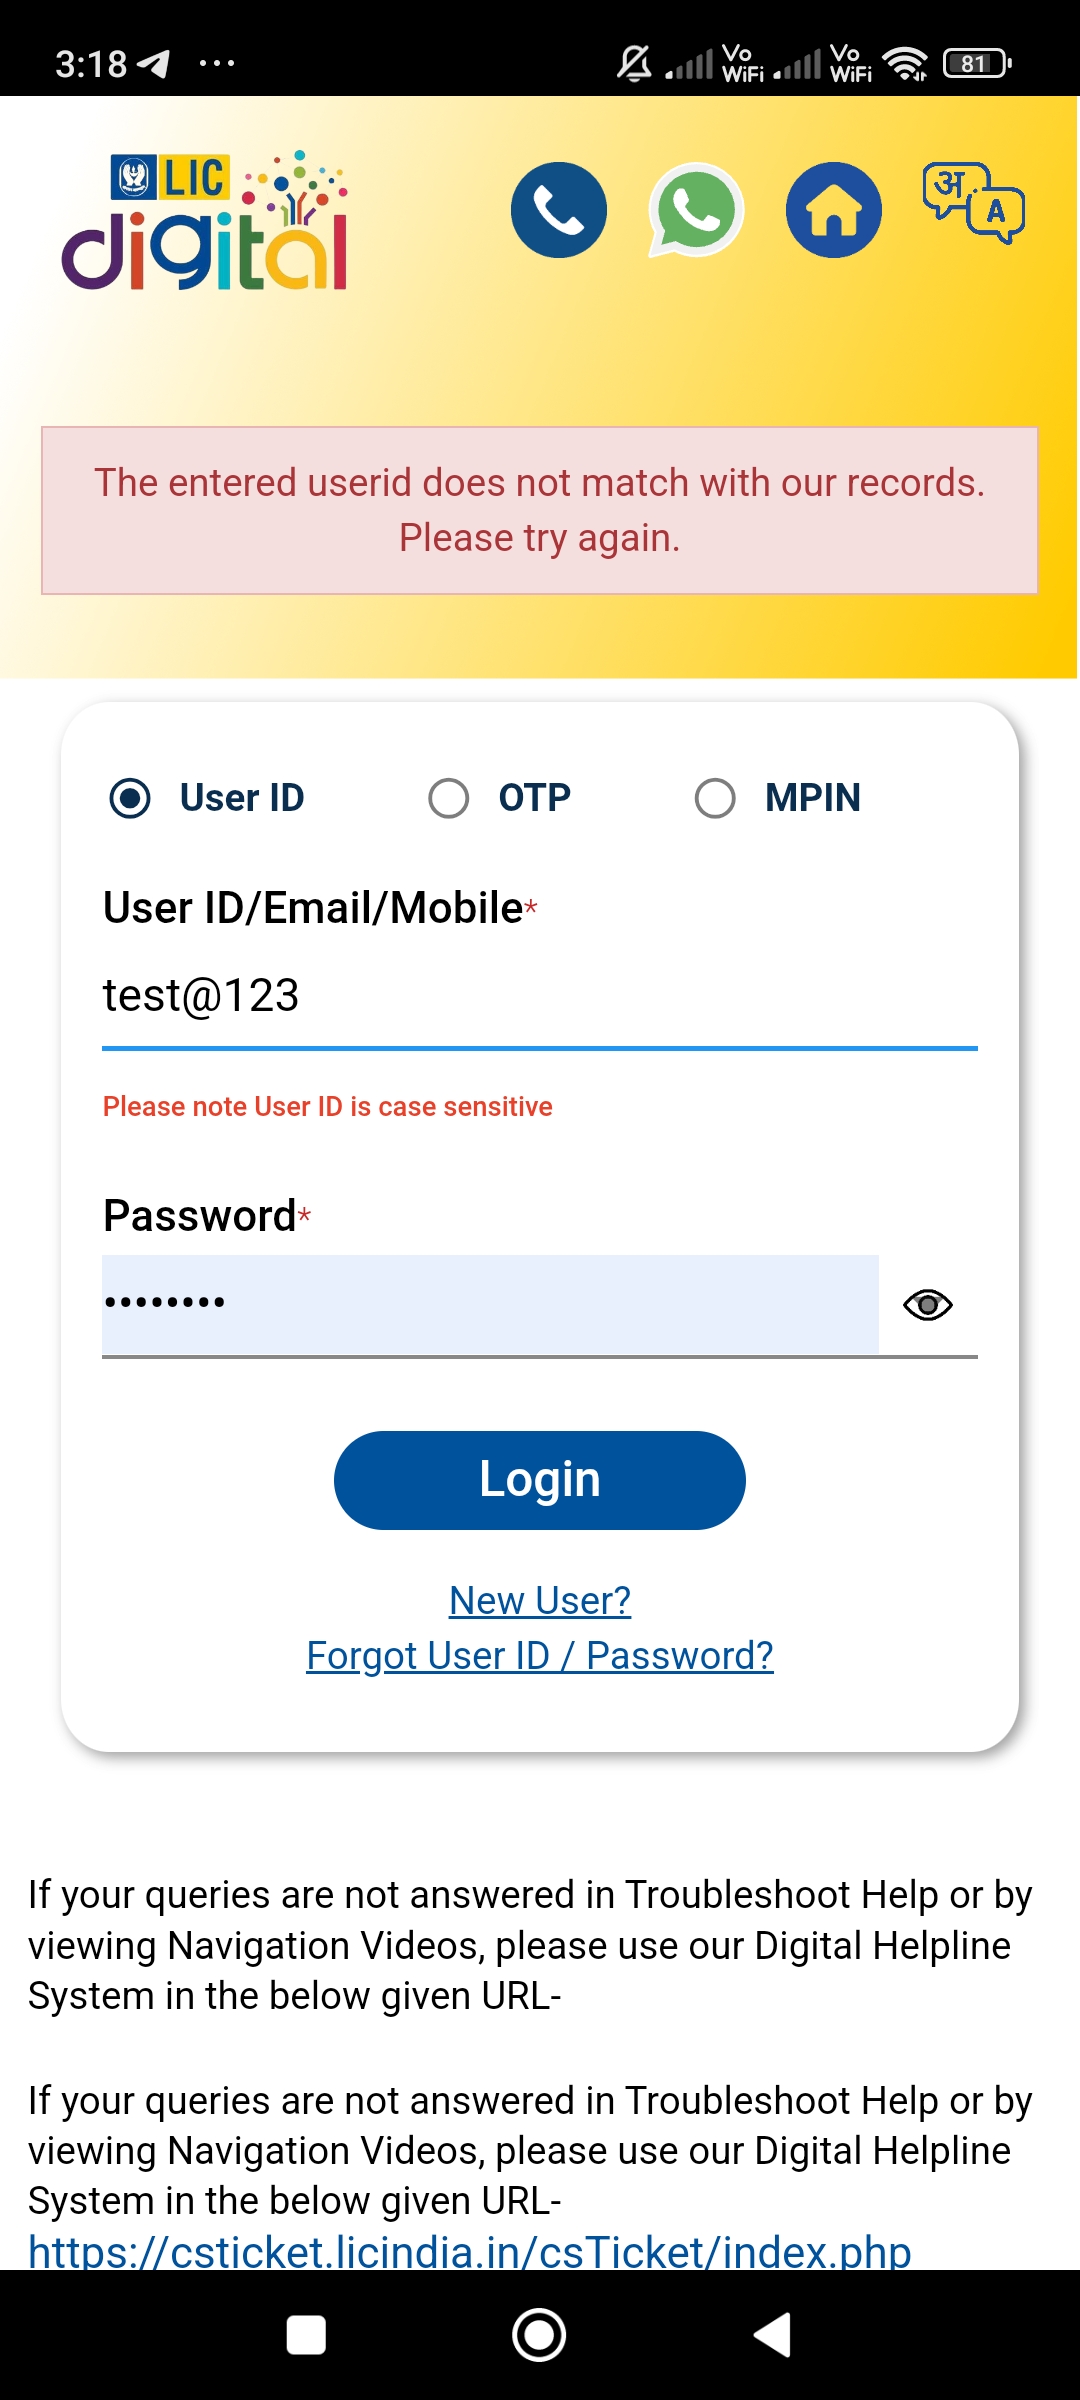 3:18
Vo WiFi
Vo WiFi
81
LIC
digital
अ
A
The entered userid does not match with our records.
Please try again.
User ID
OTP
MPIN
User ID/Email/Mobile*
test@123
Please note User ID is case sensitive
Password*
••••••••
Login
New User?
Forgot User ID / Password?
If your queries are not answered in Troubleshoot Help or by
viewing Navigation Videos, please use our Digital Helpline
System in the below given URL-
If your queries are not answered in Troubleshoot Help or by
viewing Navigation Videos, please use our Digital Helpline
System in the below given URL-
https://csticket.licindia.in/csTicket/index.php